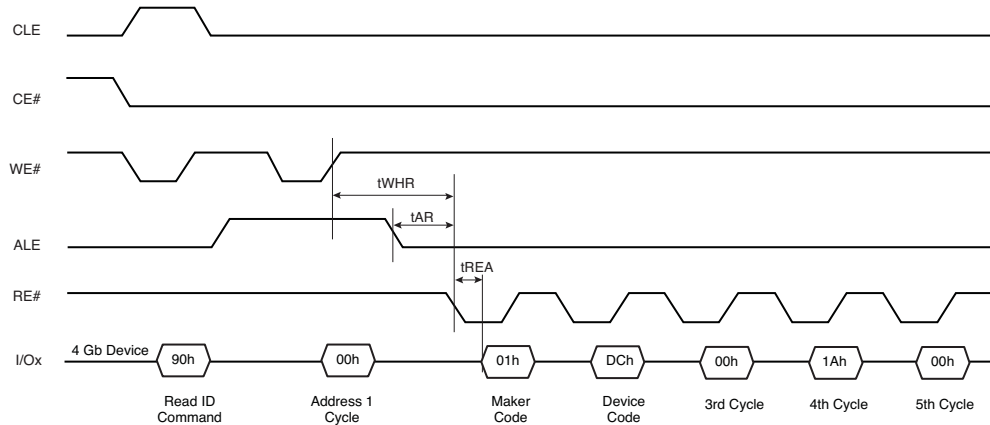 CLE
CE#
WE#
tWHR
tAR
ALE
tREA
RE#
I/Ox
4 Gb Device
90h
00h
01h
DCh
00h
1Ah
00h
Read ID
Command
Address 1
Cycle
Maker
Code
Device
Code
3rd Cycle
4th Cycle
5th Cycle